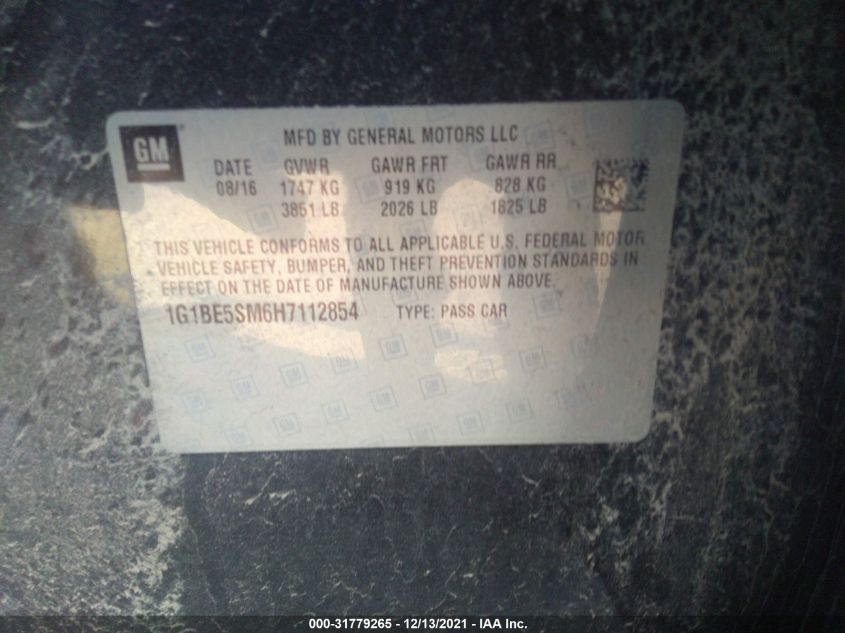 GM
MFD BY GENERAL MOTORS LLC
DATE GVWR GAWR FRT GAWR RR
08/16 1747 KG 919 KG 828 KG
3851 LB 2026 LB 1825 LB
THIS VEHICLE CONFORMS TO ALL APPLICABLE U.S. FEDERAL MOTOR
VEHICLE SAFETY, BUMPER, AND THEFT PREVENTION STANDARDS IN
EFFECT ON THE DATE OF MANUFACTURE SHOWN ABOVE.
1G1BE5SM6H7112854 TYPE: PASS CAR
000-31779265 - 12/13/2021 - IAA Inc.